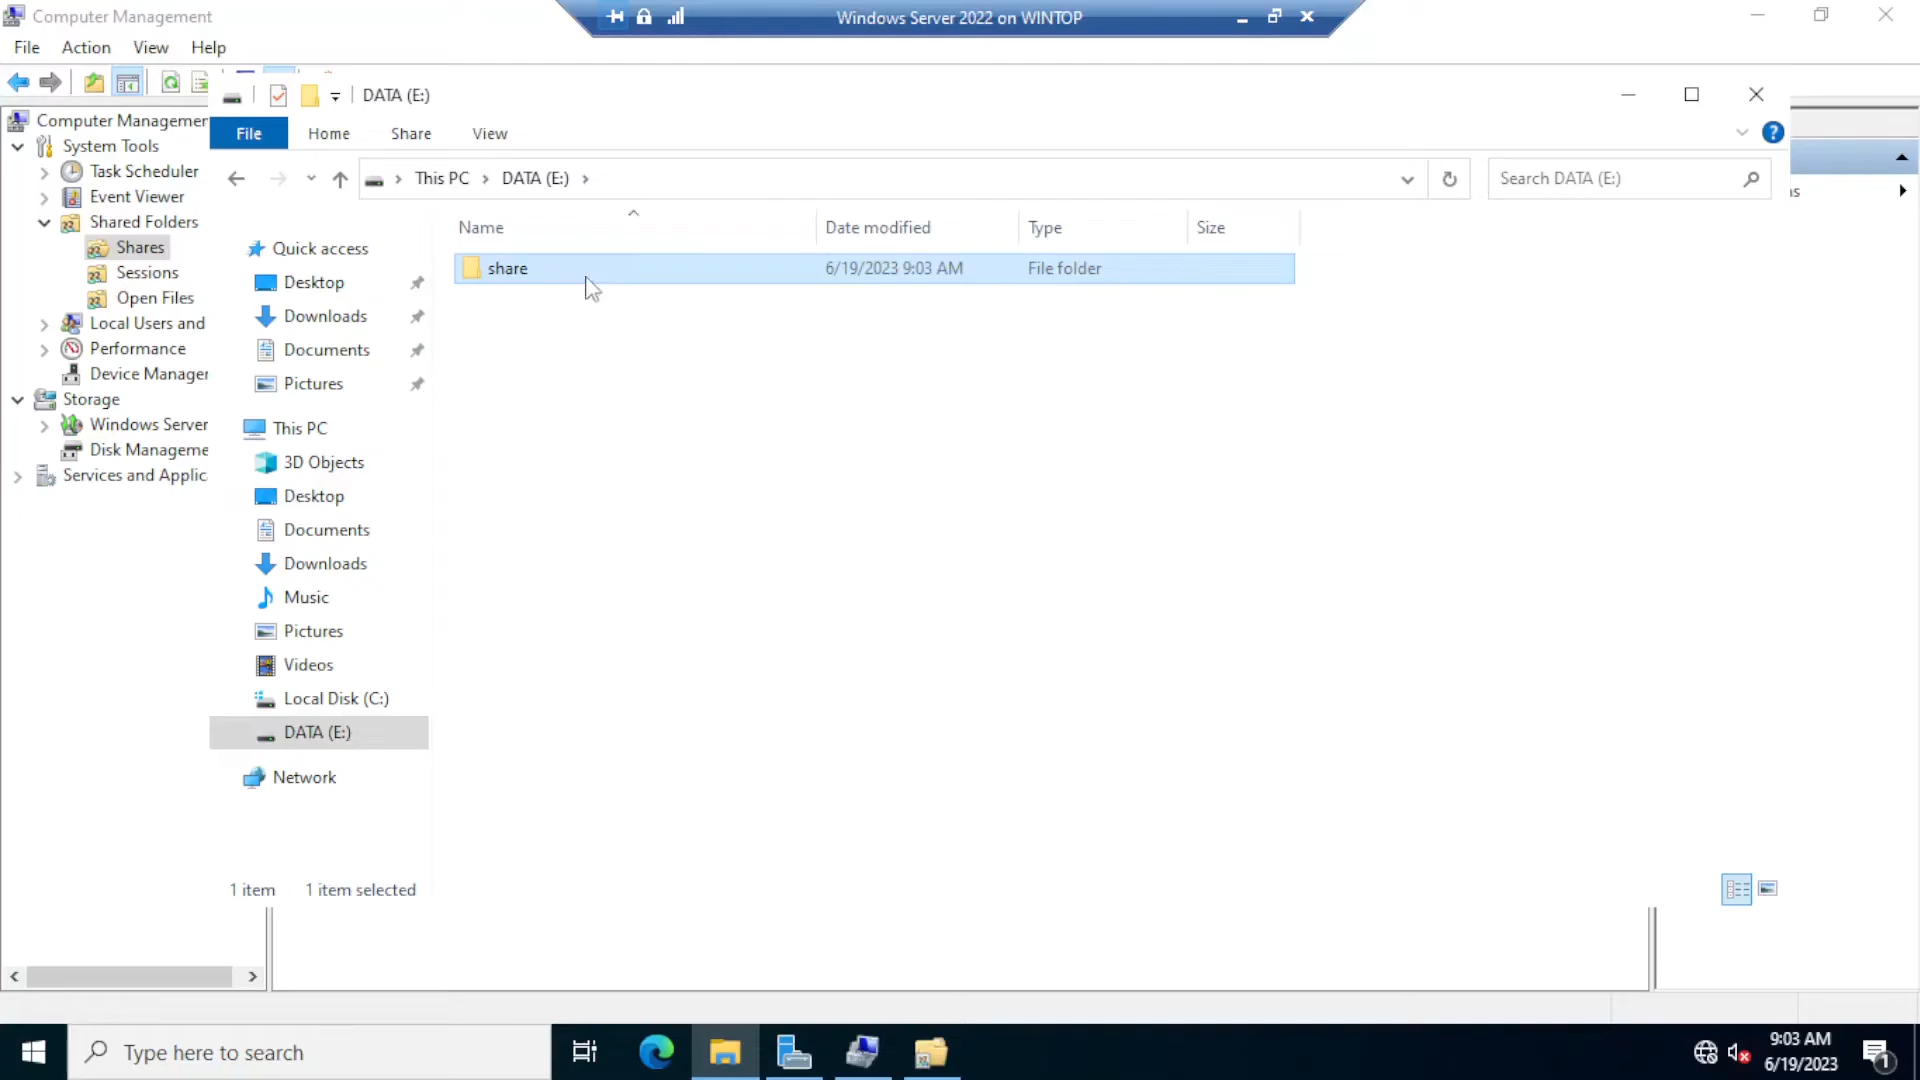 Computer Management
Windows Server 2022 on WINTOP
File Action View Help
DATA (E:)
File Home Share View
This PC DATA (E:)
Search DATA (E:)
Computer Managemen
System Tools
Task Scheduler
Event Viewer
Shared Folders
Shares
Sessions
Open Files
Local Users and
Performance
Device Manager
Storage
Windows Server
Disk Manageme
Services and Applic
Quick access
Desktop
Downloads
Documents
Pictures
This PC
3D Objects
Desktop
Documents
Downloads
Music
Pictures
Videos
Local Disk (C:)
DATA (E:)
Network
Name Date modified Type Size
share 6/19/2023 9:03 AM File folder
s
1 item 1 item selected
Type here to search
9:03 AM
6/19/2023
1